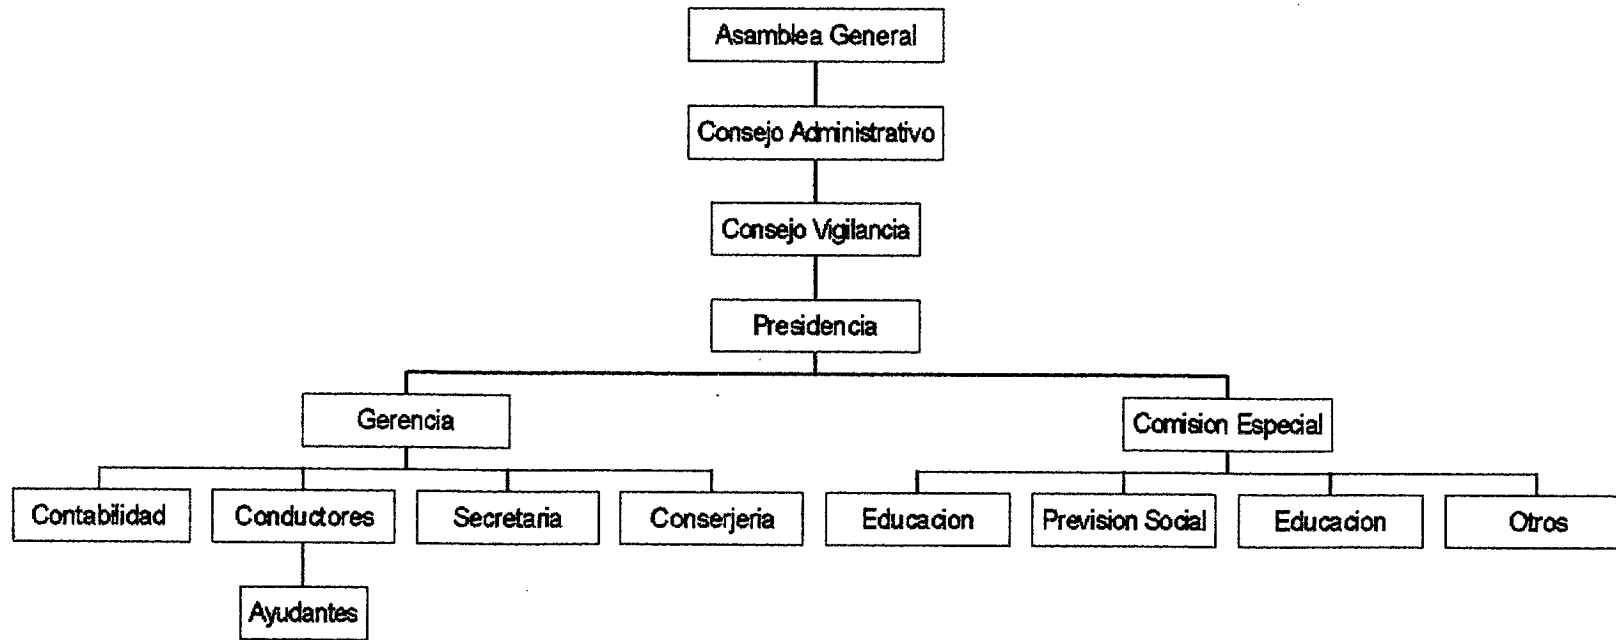 Asamblea General
Consejo Administrativo
Consejo Vigilancia
Presidencia
Gerencia
Comision Especial
Contabilidad
Conductores
Secretaria
Conserjeria
Educacion
Prevision Social
Educacion
Otros
Ayudantes